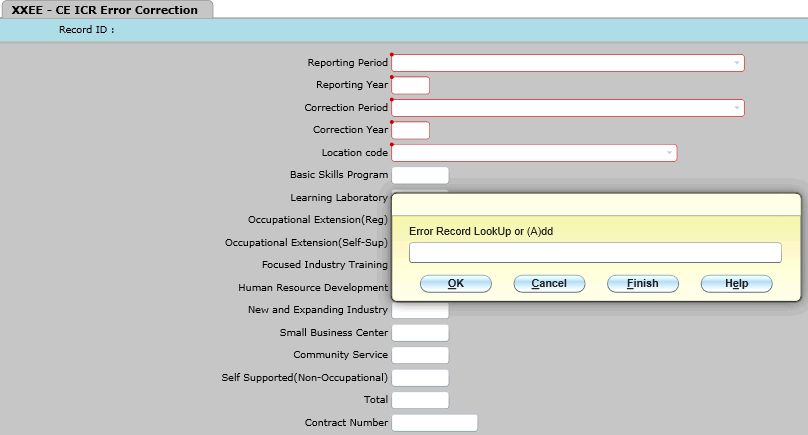 XXEE - CE ICR Error Correction
Record ID :
Reporting Period
Reporting Year
Correction Period
Correction Year
Location code
Basic Skills Program
Learning Laboratory
Occupational Extension(Reg)
Error Record LookUp or (A)dd
Occupational Extension(Self-Sup)
Focused Industry Training
Human Resource Development
OK Cancel Finish Help
New and Expanding Industry
Small Business Center
Community Service
Self Supported(Non-Occupational)
Total
Contract Number